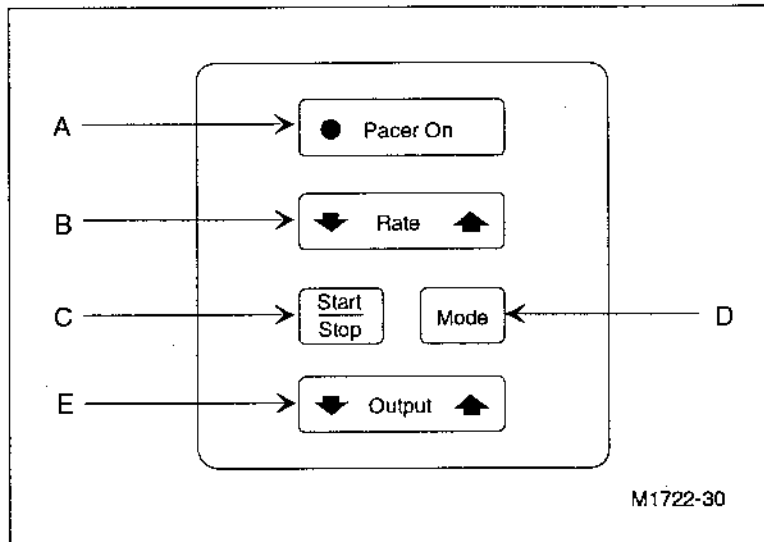 A
Pacer On
B
Rate
C
Start
Stop
Mode
D
E
Output
M1722-30